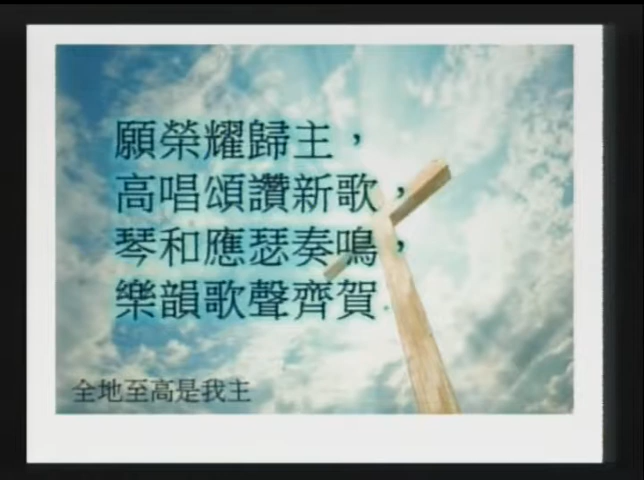 願榮耀歸主，
高唱頌讚新歌，
琴和應瑟奏鳴，
樂韻歌聲齊賀
全地至高是我主